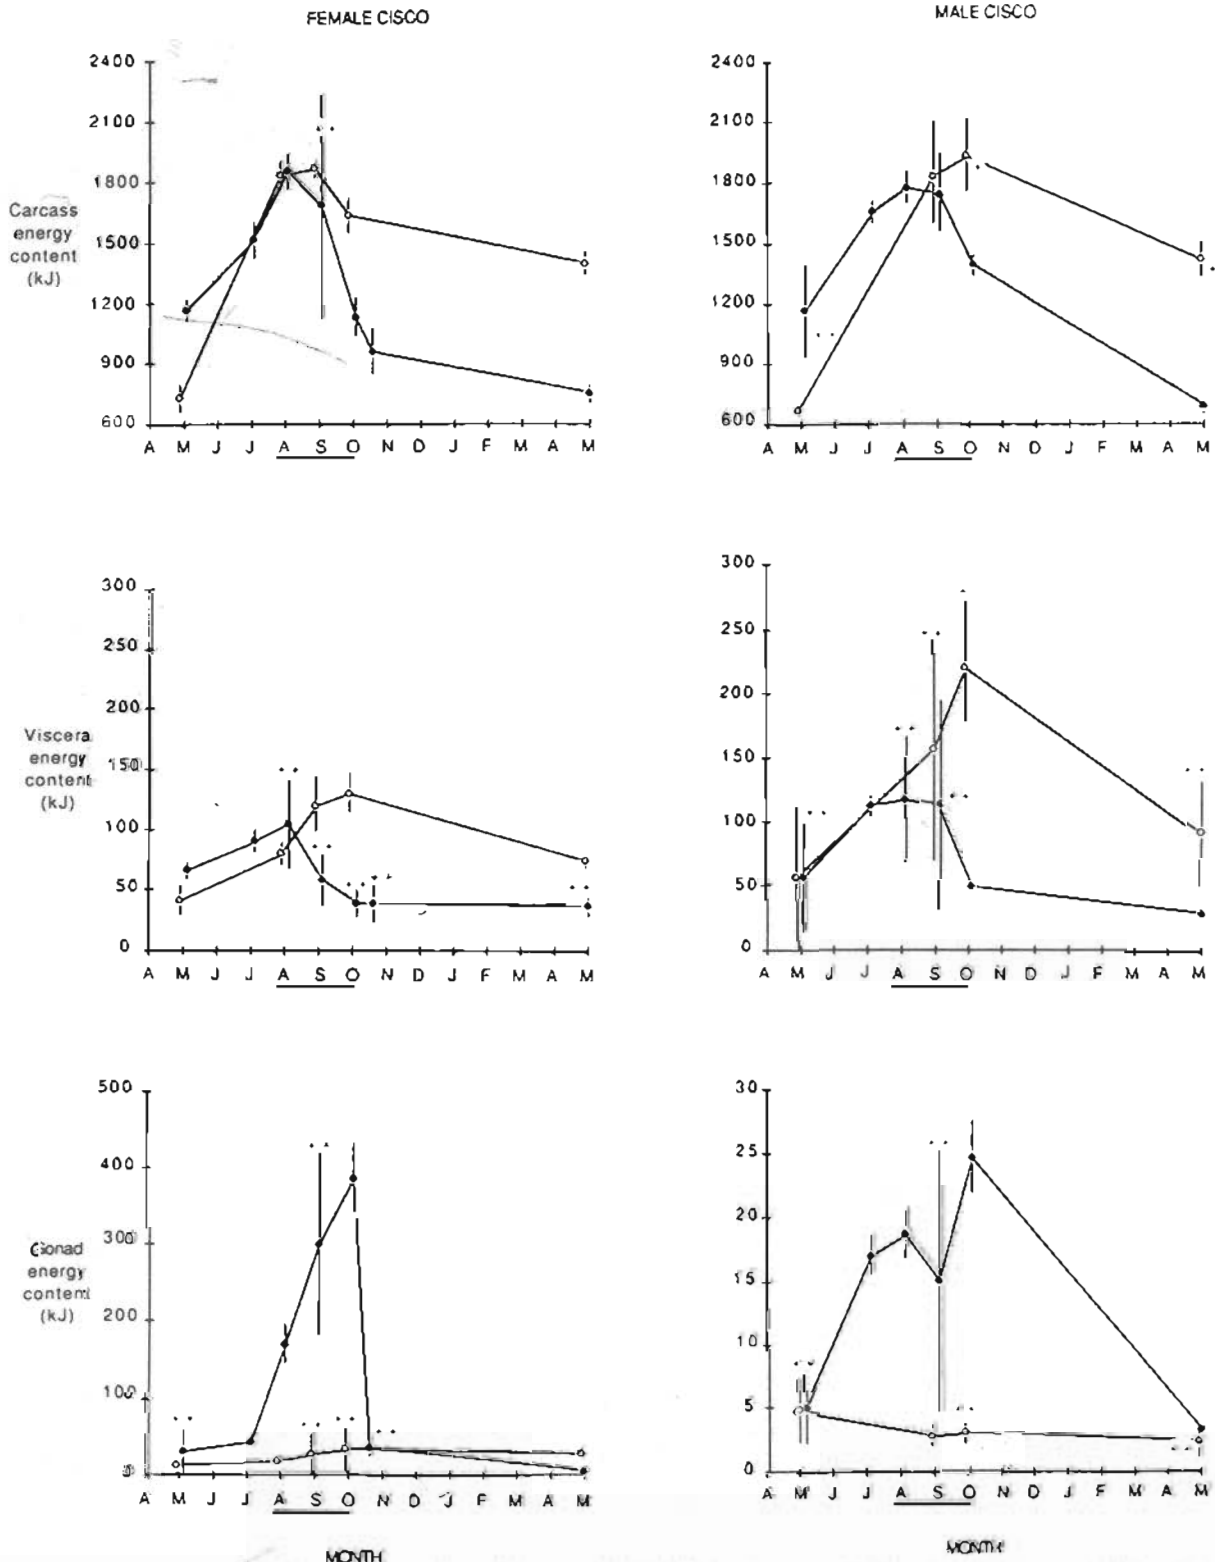 FEMALE CISCO
MALE CISCO
2400
2100
1800
1500
1200
900
600
Carcass
energy
content
(kJ)
A M J J A S O N D J F M A M
2400
2100
1800
1500
1200
900
600
A M J J A S O N D J F M A M
300
250
200
150
100
50
0
Viscera
energy
content
(kJ)
A M J J A S O N D J F M A M
300
250
200
150
100
50
0
A M J J A S O N D J F M A M
500
400
300
200
100
0
Gonad
energy
content
(kJ)
A M J J A S O N D J F M A M
MONTH
30
25
20
15
10
5
0
A M J J A S O N D J F M A M
MONTH